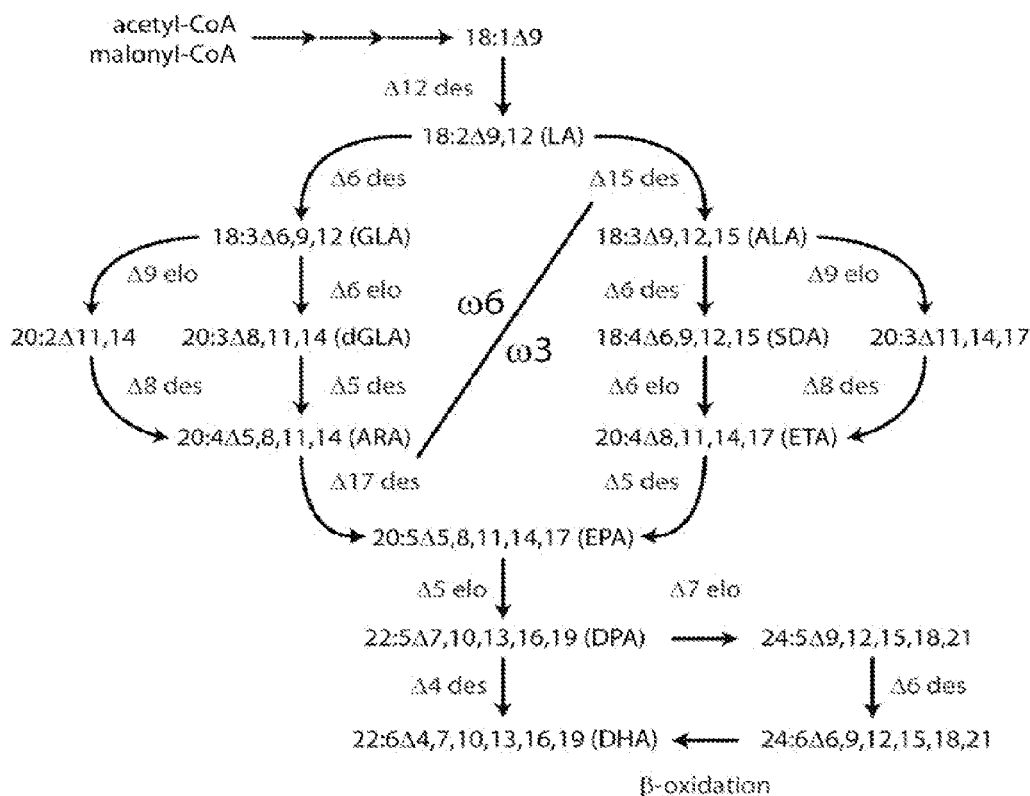 acetyl-CoA
malonyl-CoA
18:1Δ9
Δ12 des
18:2Δ9,12 (LA)
Δ6 des
Δ15 des
18:3Δ6,9,12 (GLA)
18:3Δ9,12,15 (ALA)
Δ9 elo
Δ6 elo
Δ6 des
Δ9 elo
ω6
ω3
20:2Δ11,14
20:3Δ8,11,14 (dGLA)
18:4Δ6,9,12,15 (SDA)
20:3Δ11,14,17
Δ8 des
Δ5 des
Δ6 elo
Δ8 des
20:4Δ5,8,11,14 (ARA)
20:4Δ8,11,14,17 (ETA)
Δ17 des
Δ5 des
20:5Δ5,8,11,14,17 (EPA)
Δ5 elo
Δ7 elo
22:5Δ7,10,13,16,19 (DPA)
24:5Δ9,12,15,18,21
Δ4 des
Δ6 des
22:6Δ4,7,10,13,16,19 (DHA)
24:6Δ6,9,12,15,18,21
β-oxidation